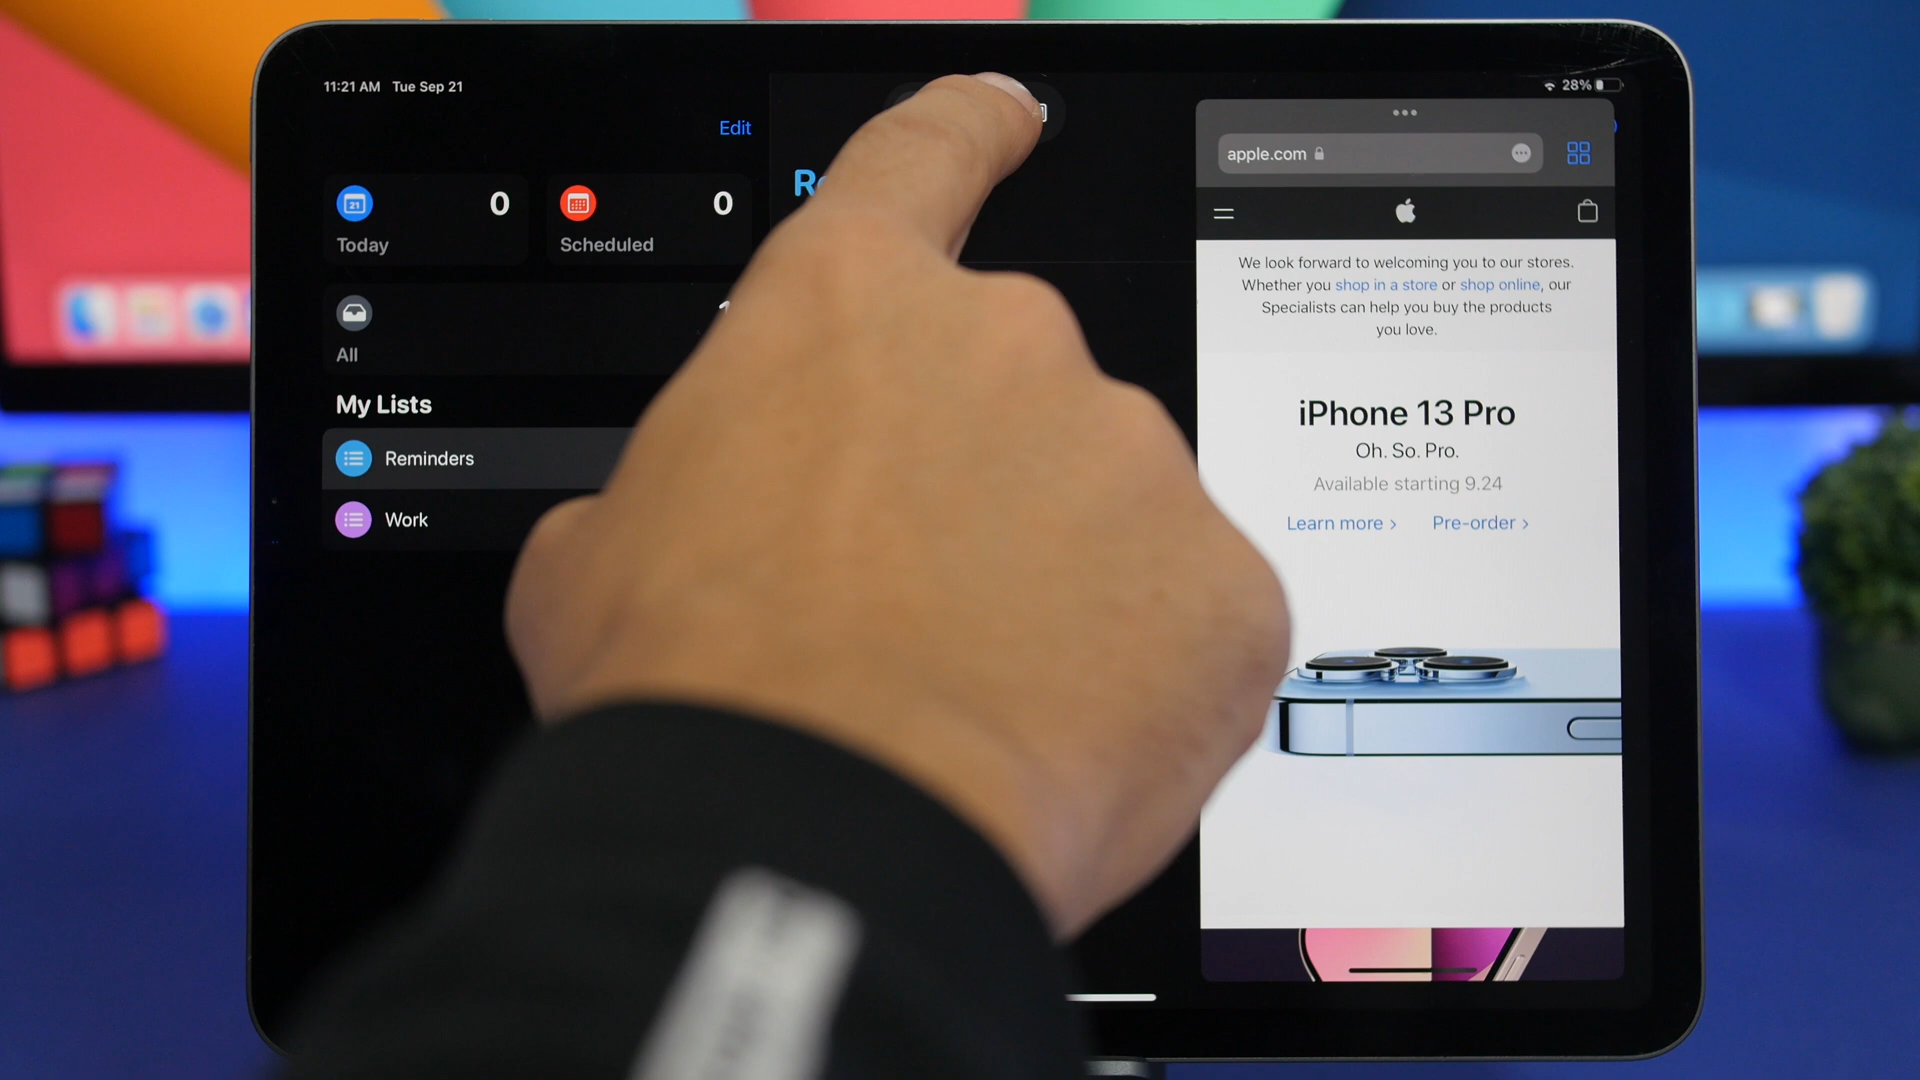 11:21 AM Tue Sep 21
28%
Edit
21
0
Today
0
Scheduled
All
My Lists
Reminders
Work
apple.com
We look forward to welcoming you to our stores.
Whether you shop in a store or shop online, our
Specialists can help you buy the products
you love.
iPhone 13 Pro
Oh. So. Pro.
Available starting 9.24
Learn more >
Pre-order >